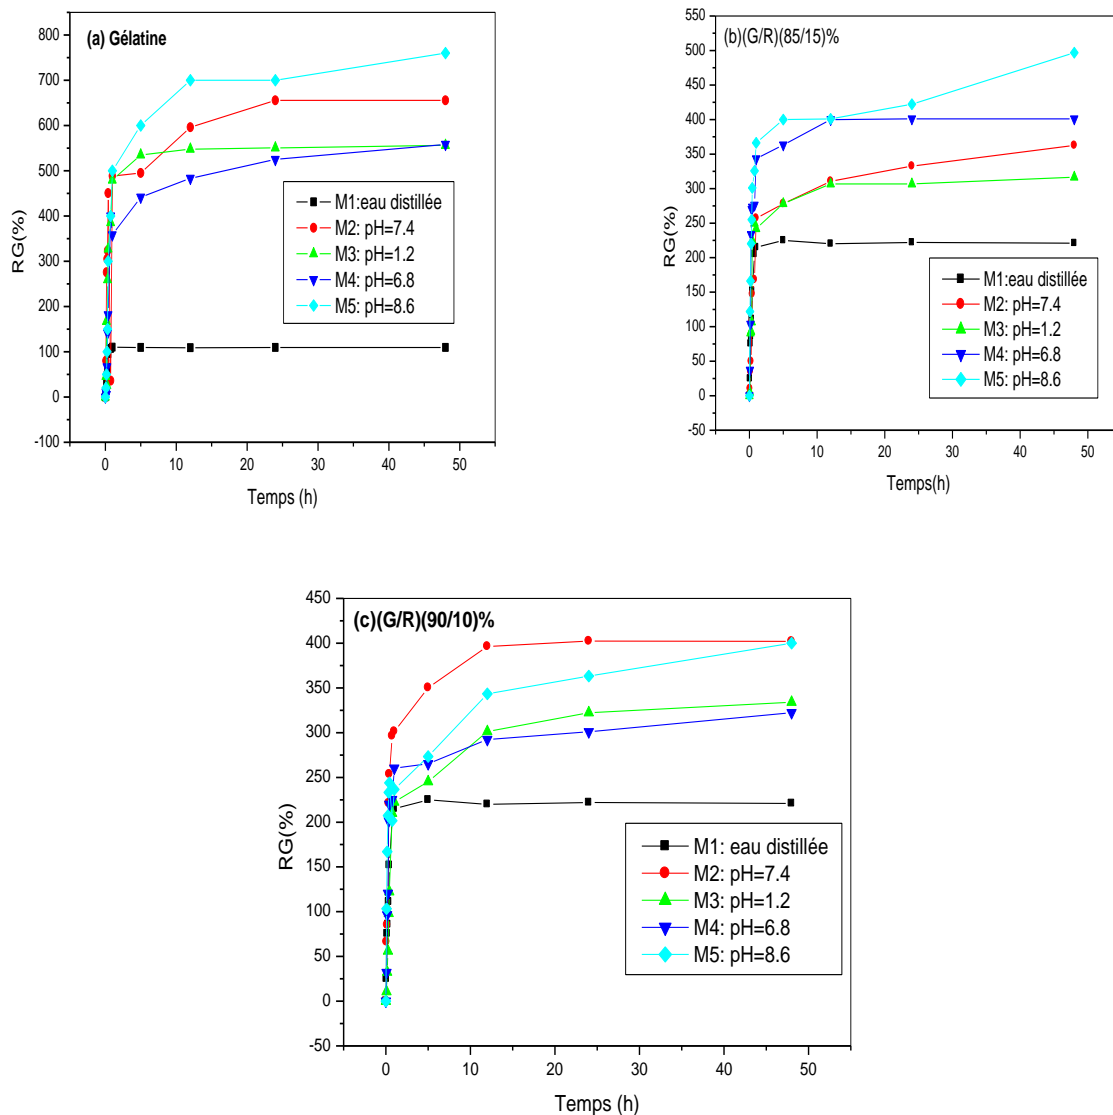 (a) Gélatine
800
700
600
500
400
300
200
100
0
-100
RG(%)
M1:eau distillée
M2: pH=7.4
M3: pH=1.2
M4: pH=6.8
M5: pH=8.6
0 10 20 30 40 50
Temps (h)
(b)(G/R)(85/15)%
550
500
450
400
350
300
250
200
150
100
50
0
-50
RG(%)
M1:eau distillée
M2: pH=7.4
M3: pH=1.2
M4: pH=6.8
M5: pH=8.6
0 10 20 30 40 50
Temps(h)
(c)(G/R)(90/10)%
450
400
350
300
250
200
150
100
50
0
-50
RG(%)
M1: eau distillée
M2: pH=7.4
M3: pH=1.2
M4: pH=6.8
M5: pH=8.6
0 10 20 30 40 50
Temps (h)